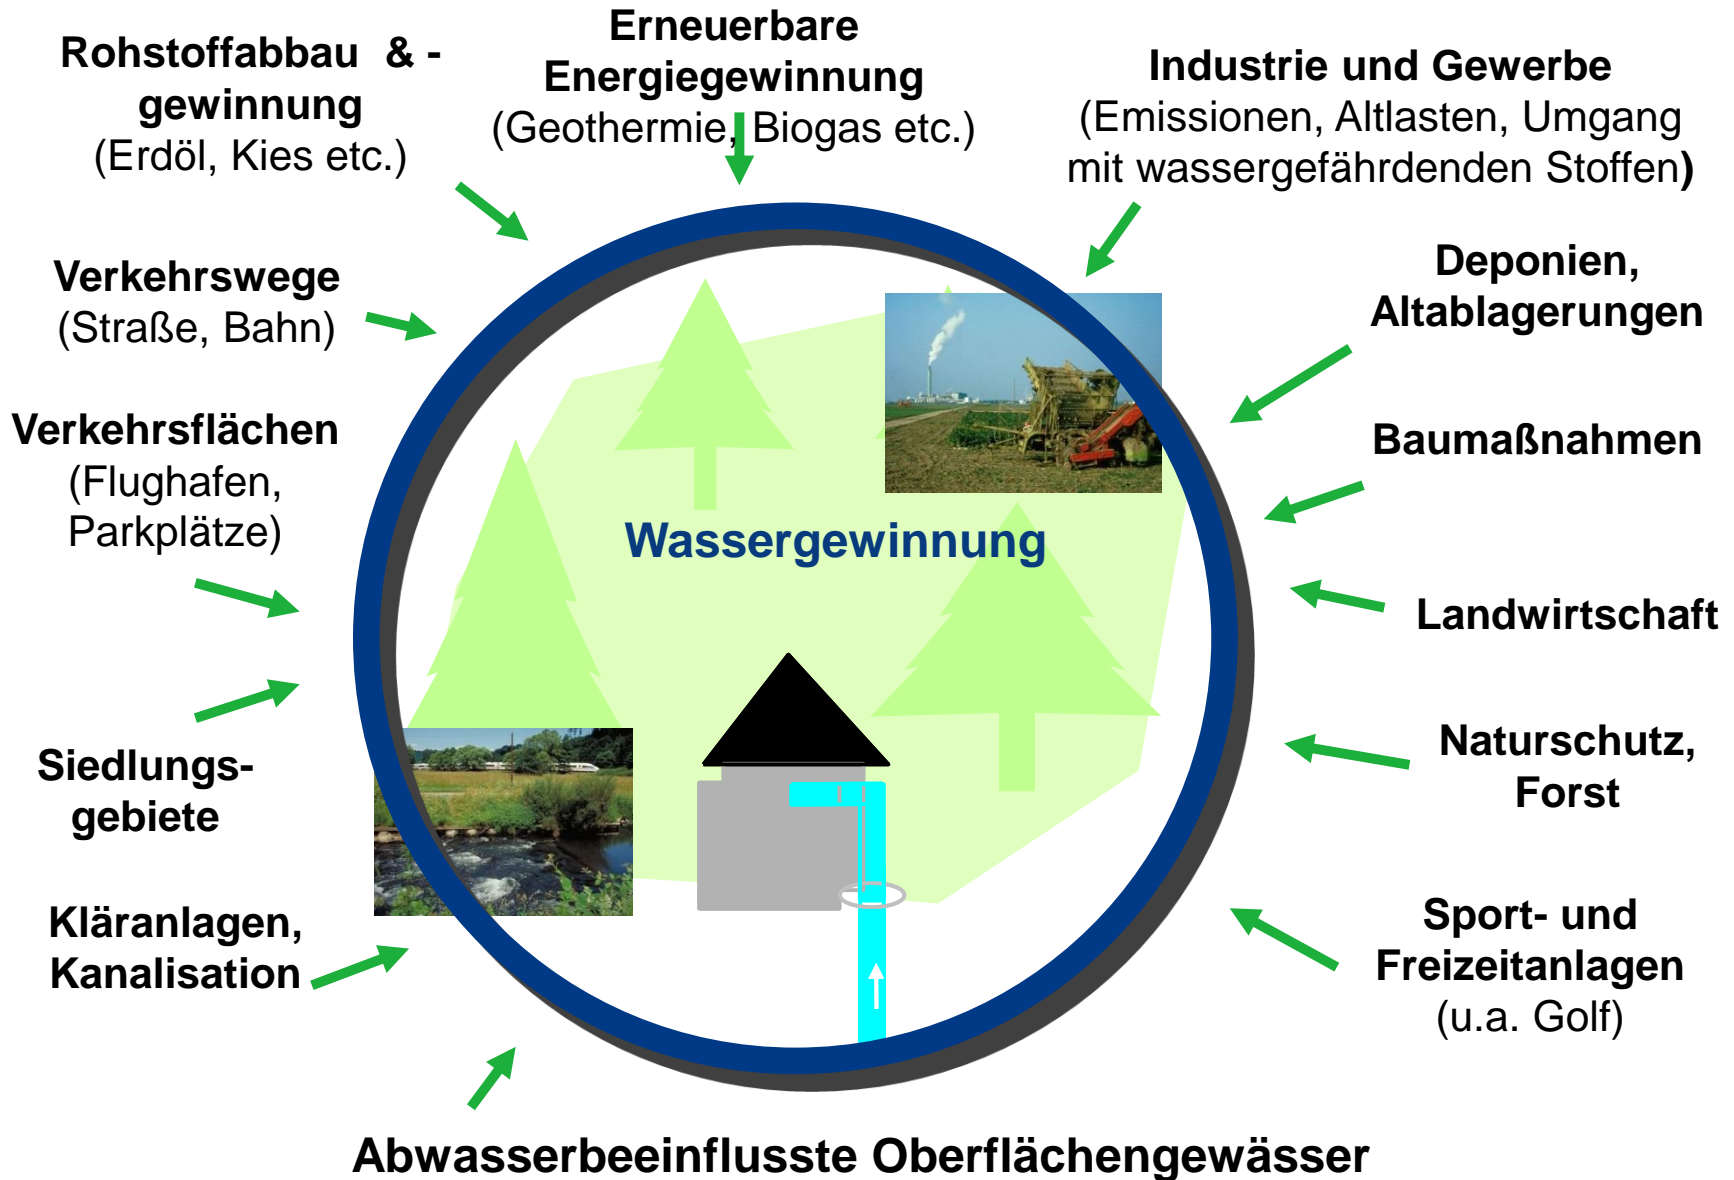 Rohstoffabbau & -
gewinnung
(Erdöl, Kies etc.)
Erneuerbare
Energiegewinnung
(Geothermie, Biogas etc.)
Industrie und Gewerbe
(Emissionen, Altlasten, Umgang
mit wassergefährdenden Stoffen)
Verkehrswege
(Straße, Bahn)
Deponien,
Altablagerungen
Verkehrsflächen
(Flughafen,
Parkplätze)
Baumaßnahmen
Wassergewinnung
Landwirtschaft
Siedlungs-
gebiete
Naturschutz,
Forst
Kläranlagen,
Kanalisation
Sport- und
Freizeitanlagen
(u.a. Golf)
Abwasserbeeinflusste Oberflächengewässer